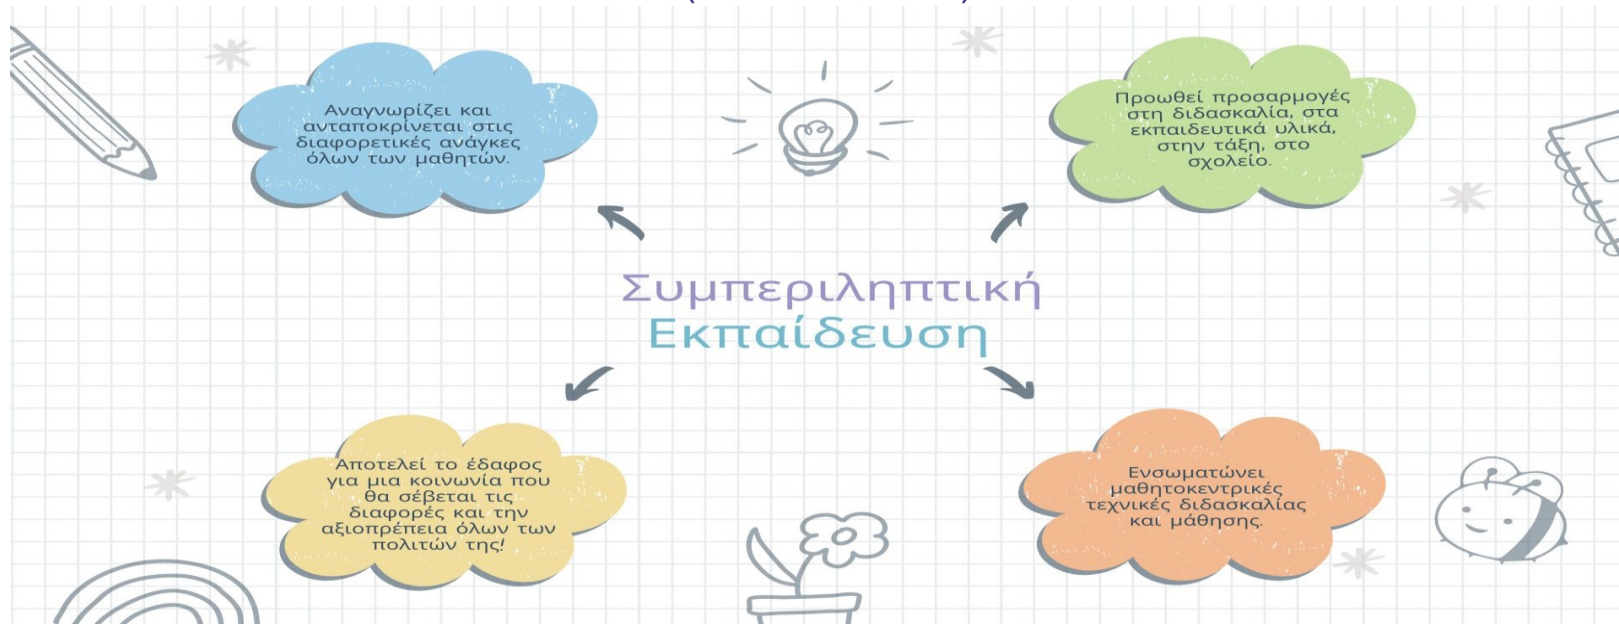 Αναγνωρίζει και
ανταποκρίνεται στις
διαφορετικές ανάγκες
όλων των μαθητών.
Προωθεί προσαρμογές
στη διδασκαλία, στα
εκπαιδευτικά υλικά,
στην τάξη, στο
σχολείο.
Συμπεριληπτική
Εκπαίδευση
Αποτελεί το έδαφος
για μια κοινωνία που
θα σέβεται τις
διαφορές και την
αξιοπρέπεια όλων των
πολιτών της!
Ενσωματώνει
μαθητοκεντρικές
τεχνικές διδασκαλίας
και μάθησης.